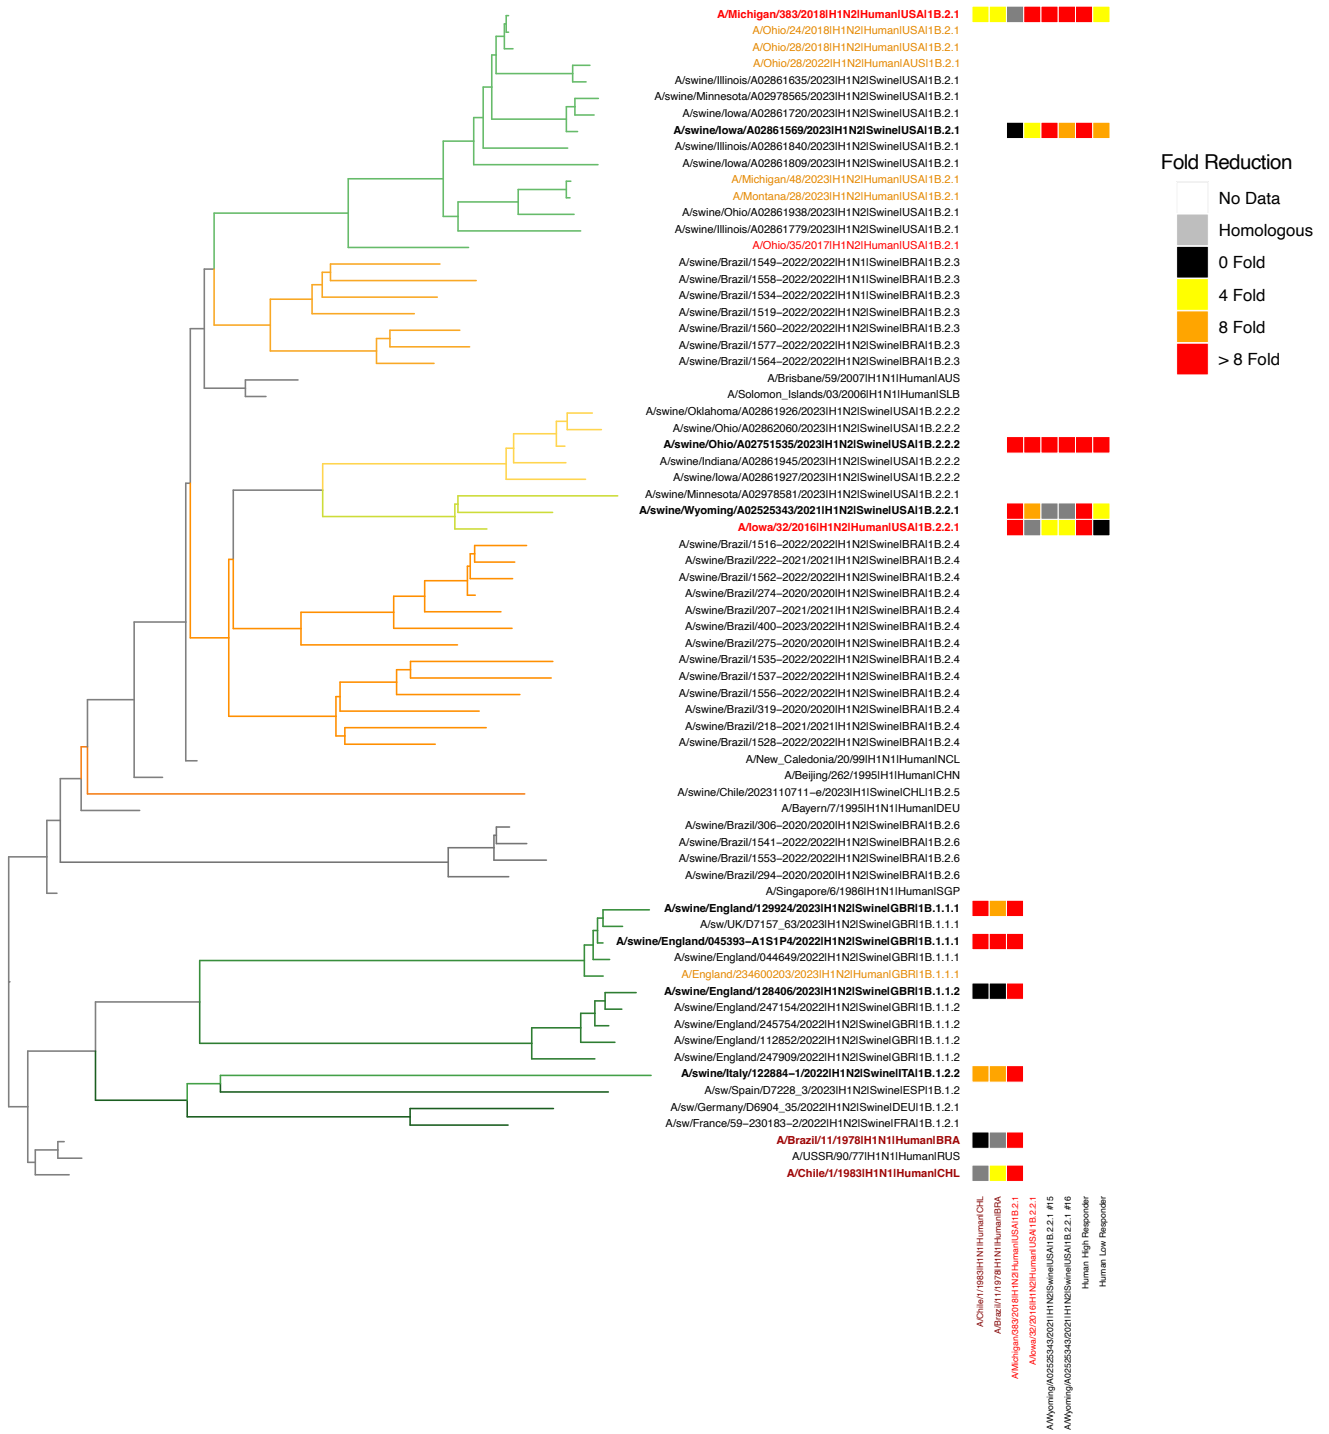 A/Michigan/383/2018|H1N2|Human|USA|1B.2.1
A/Ohio/24/2018|H1N2|Human|USA|1B.2.1
A/Ohio/28/2018|H1N2|Human|USA|1B.2.1
A/Ohio/28/2022|H1N2|Human|AUS|1B.2.1
A/swine/Illinois/A02861635/2023|H1N2|Swine|USA|1B.2.1
A/swine/Minnesota/A02978565/2023|H1N2|Swine|USA|1B.2.1
A/swine/Iowa/A02861720/2023|H1N2|Swine|USA|1B.2.1
A/swine/Iowa/A02861569/2023|H1N2|Swine|USA|1B.2.1
A/swine/Illinois/A02861840/2023|H1N2|Swine|USA|1B.2.1
A/swine/Iowa/A02861809/2023|H1N2|Swine|USA|1B.2.1
A/Michigan/48/2023|H1N2|Human|USA|1B.2.1
A/Montana/28/2023|H1N2|Human|USA|1B.2.1
A/swine/Ohio/A02861938/2023|H1N2|Swine|USA|1B.2.1
A/swine/Illinois/A02861779/2023|H1N2|Swine|USA|1B.2.1
A/Ohio/35/2017|H1N2|Human|USA|1B.2.1
A/swine/Brazil/1549-2022/2022|H1N1|Swine|BRA|1B.2.3
A/swine/Brazil/1558-2022/2022|H1N1|Swine|BRA|1B.2.3
A/swine/Brazil/1534-2022/2022|H1N1|Swine|BRA|1B.2.3
A/swine/Brazil/1519-2022/2022|H1N2|Swine|BRA|1B.2.3
A/swine/Brazil/1560-2022/2022|H1N2|Swine|BRA|1B.2.3
A/swine/Brazil/1577-2022/2022|H1N2|Swine|BRA|1B.2.3
A/swine/Brazil/1564-2022/2022|H1N2|Swine|BRA|1B.2.3
A/Brisbane/59/2007|H1N1|Human|AUS
A/Solomon_Islands/03/2006|H1N1|Human|SLB
A/swine/Oklahoma/A02861926/2023|H1N2|Swine|USA|1B.2.2.2
A/swine/Ohio/A02862060/2023|H1N2|Swine|USA|1B.2.2.2
A/swine/Ohio/A02751535/2023|H1N2|Swine|USA|1B.2.2.2
A/swine/Indiana/A02861945/2023|H1N2|Swine|USA|1B.2.2.2
A/swine/Iowa/A02861927/2023|H1N2|Swine|USA|1B.2.2.2
A/swine/Minnesota/A02978581/2023|H1N2|Swine|USA|1B.2.2.1
A/swine/Wyoming/A02525343/2021|H1N2|Swine|USA|1B.2.2.1
A/Iowa/32/2016|H1N2|Human|USA|1B.2.2.1
A/swine/Brazil/1516-2022/2022|H1N2|Swine|BRA|1B.2.4
A/swine/Brazil/222-2021/2021|H1N2|Swine|BRA|1B.2.4
A/swine/Brazil/1562-2022/2022|H1N2|Swine|BRA|1B.2.4
A/swine/Brazil/274-2020/2020|H1N2|Swine|BRA|1B.2.4
A/swine/Brazil/207-2021/2021|H1N2|Swine|BRA|1B.2.4
A/swine/Brazil/400-2023/2022|H1N2|Swine|BRA|1B.2.4
A/swine/Brazil/275-2020/2020|H1N2|Swine|BRA|1B.2.4
A/swine/Brazil/1535-2022/2022|H1N2|Swine|BRA|1B.2.4
A/swine/Brazil/1537-2022/2022|H1N2|Swine|BRA|1B.2.4
A/swine/Brazil/1556-2022/2022|H1N2|Swine|BRA|1B.2.4
A/swine/Brazil/319-2020/2020|H1N2|Swine|BRA|1B.2.4
A/swine/Brazil/218-2021/2021|H1N2|Swine|BRA|1B.2.4
A/swine/Brazil/1528-2022/2022|H1N2|Swine|BRA|1B.2.4
A/New_Caledonia/20/99|H1N1|Human|NCL
A/Beijing/262/1995|H1|Human|CHN
A/swine/Chile/2023110711-e/2023|H1|Swine|CHL|1B.2.5
A/Bayern/7/1995|H1N1|Human|DEU
A/swine/Brazil/306-2020/2020|H1N2|Swine|BRA|1B.2.6
A/swine/Brazil/1541-2022/2022|H1N2|Swine|BRA|1B.2.6
A/swine/Brazil/1553-2022/2022|H1N2|Swine|BRA|1B.2.6
A/swine/Brazil/294-2020/2020|H1N2|Swine|BRA|1B.2.6
A/Singapore/6/1986|H1N1|Human|SGP
A/swine/England/129924/2023|H1N2|Swine|GBR|1B.1.1.1
A/sw/UK/D7157_63/2023|H1N2|Swine|GBR|1B.1.1.1
A/swine/England/045393-A1S1P4/2022|H1N2|Swine|GBR|1B.1.1.1
A/swine/England/044649/2022|H1N2|Swine|GBR|1B.1.1.1
A/England/234600203/2023|H1N2|Human|GBR|1B.1.1.1
A/swine/England/128406/2023|H1N2|Swine|GBR|1B.1.1.2
A/swine/England/247154/2022|H1N2|Swine|GBR|1B.1.1.2
A/swine/England/245754/2022|H1N2|Swine|GBR|1B.1.1.2
A/swine/England/112852/2022|H1N2|Swine|GBR|1B.1.1.2
A/swine/England/247909/2022|H1N2|Swine|GBR|1B.1.1.2
A/swine/Italy/122884-1/2022|H1N2|Swine|ITA|1B.1.2.2
A/sw/Spain/D7228_3/2023|H1N2|Swine|ESP|1B.1.2
A/sw/Germany/D6904_35/2022|H1N2|Swine|DEU|1B.1.2.1
A/sw/France/59-230183-2/2022|H1N2|Swine|FRA|1B.1.2.1
A/Brazil/11/1978|H1N1|Human|BRA
A/USSR/90/77|H1N1|Human|RUS
A/Chile/1/1983|H1N1|Human|CHL
Fold Reduction
No Data
Homologous
0 Fold
4 Fold
8 Fold
> 8 Fold
A/Chile/1/1983|H1N1|Human|CHL
A/Brazil/11/1978|H1N1|Human|BRA
A/Michigan/383/2018|H1N2|Human|USA|1B.2.1
A/Iowa/32/2016|H1N2|Human|USA|1B.2.2.1
A/Wyoming/A02525343/2021|H1N2|Swine|USA|1B.2.2.1 #15
A/Wyoming/A02525343/2021|H1N2|Swine|USA|1B.2.2.1 #16
Human High Responder
Human Low Responder